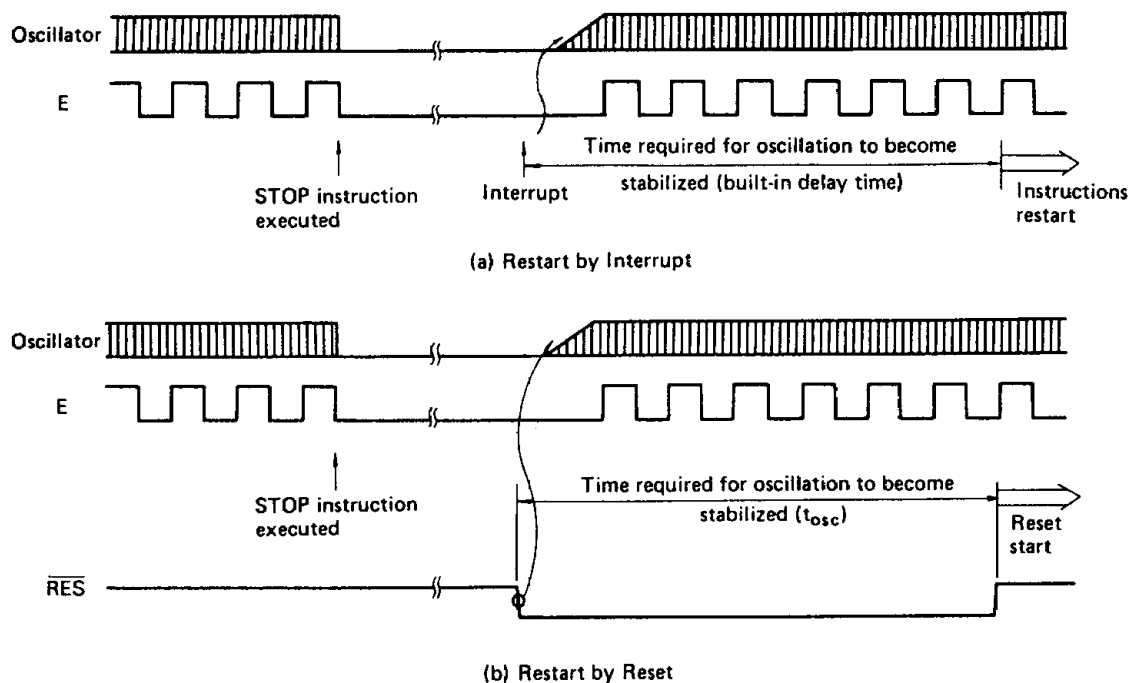 Oscillator
E
Time required for oscillation to become
stabilized (built-in delay time)
STOP instruction
executed
Interrupt
Instructions
restart
(a) Restart by Interrupt
Oscillator
E
Time required for oscillation to become
stabilized (tosc)
STOP instruction
executed
Reset
start
RES
(b) Restart by Reset